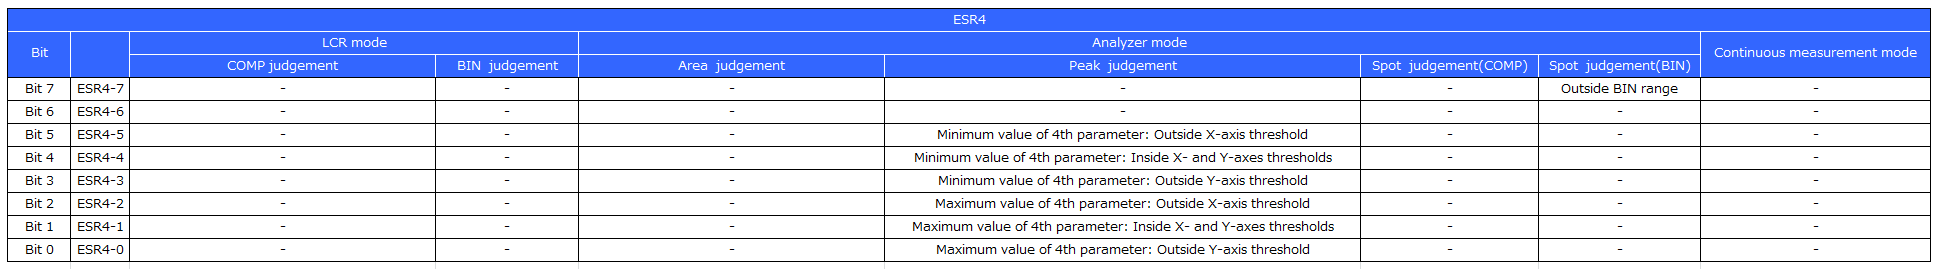 ESR4
Bit LCR mode Analyzer mode Continuous measurement mode
COMP judgement BIN judgement Area judgement Peak judgement Spot judgement(COMP) Spot judgement(BIN)
Bit 7 ESR4-7 - - - - - Outside BIN range -
Bit 6 ESR4-6 - - - - - - -
Bit 5 ESR4-5 - - - Minimum value of 4th parameter: Outside X-axis threshold - - -
Bit 4 ESR4-4 - - - Minimum value of 4th parameter: Inside X- and Y-axes thresholds - - -
Bit 3 ESR4-3 - - - Minimum value of 4th parameter: Outside Y-axis threshold - - -
Bit 2 ESR4-2 - - - Maximum value of 4th parameter: Outside X-axis threshold - - -
Bit 1 ESR4-1 - - - Maximum value of 4th parameter: Inside X- and Y-axes thresholds - - -
Bit 0 ESR4-0 - - - Maximum value of 4th parameter: Outside Y-axis threshold - - -